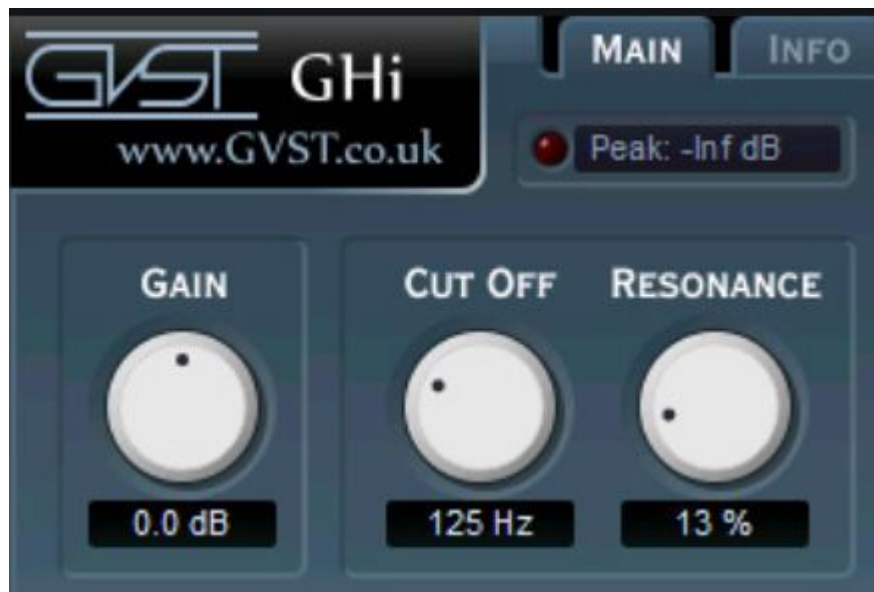 GVST GHi
www.GVST.co.uk
MAIN INFO
Peak: -Inf dB
GAIN CUT OFF RESONANCE
0.0 dB 125 Hz 13 %